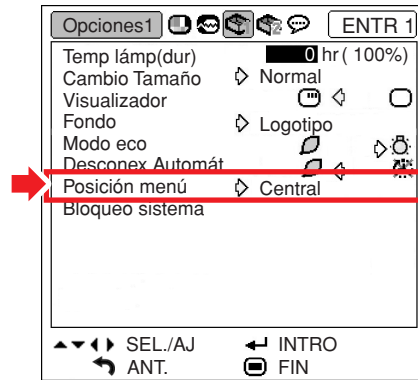 Opciones1 ENTR 1
Temp lámp(dur) 0 hr ( 100%)
Cambio Tamaño Normal
Visualizador
Fondo Logotipo
Modo eco
Desconex Automát
Posición menú Central
Bloqueo sistema
SEL./AJ INTRO
ANT. FIN